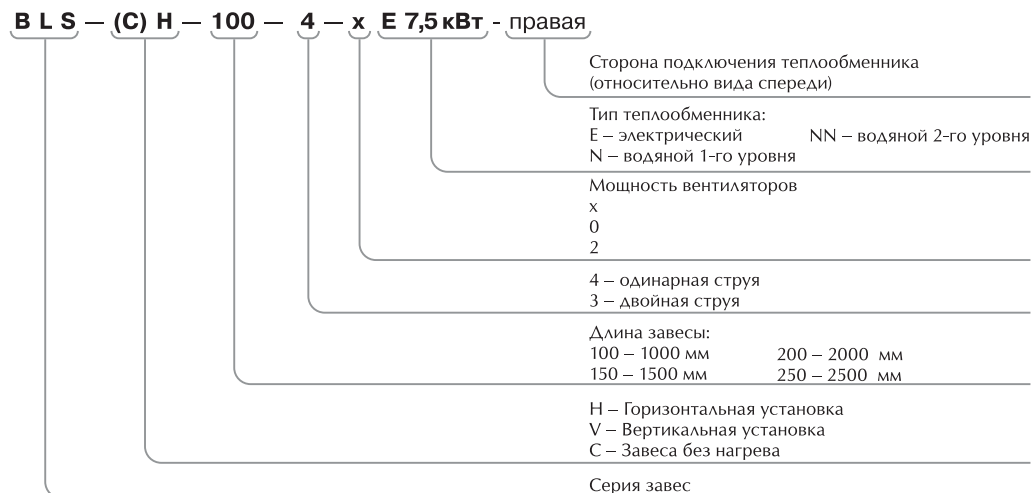 BLS – (C) H – 100 – 4 – x E 7,5 кВт - правая
Сторона подключения теплообменника
(относительно вида спереди)
Тип теплообменника:
E – электрический NN – водяной 2-го уровня
N – водяной 1-го уровня
Мощность вентиляторов
x
0
2
4 – одинарная струя
3 – двойная струя
Длина завесы:
100 – 1000 мм 200 – 2000 мм
150 – 1500 мм 250 – 2500 мм
H – Горизонтальная установка
V – Вертикальная установка
C – Завеса без нагрева
Серия завес